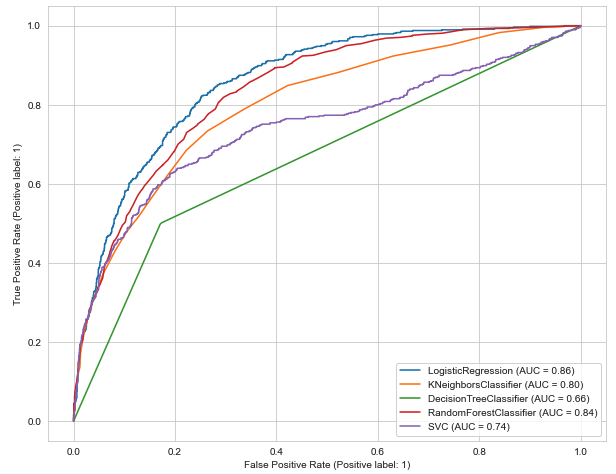 1.0
0.8
0.6
0.4
0.2
0.0
True Positive Rate (Positive label: 1)
LogisticRegression (AUC = 0.86)
KNeighborsClassifier (AUC = 0.80)
DecisionTreeClassifier (AUC = 0.66)
RandomForestClassifier (AUC = 0.84)
SVC (AUC = 0.74)
0.0 0.2 0.4 0.6 0.8 1.0
False Positive Rate (Positive label: 1)